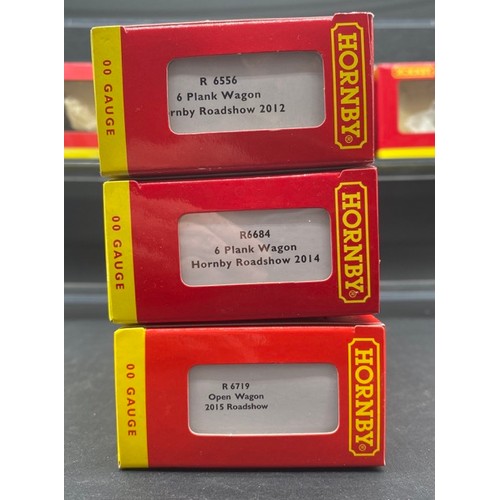 00 GAUGE
R 6556
6 Plank Wagon
rnby Roadshow 2012
HORNBY®
00 GAUGE
R6684
6 Plank Wagon
Hornby Roadshow 2014
HORNBY®
00 GAUGE
R 6719
Open Wagon
2015 Roadshow
HORNBY®